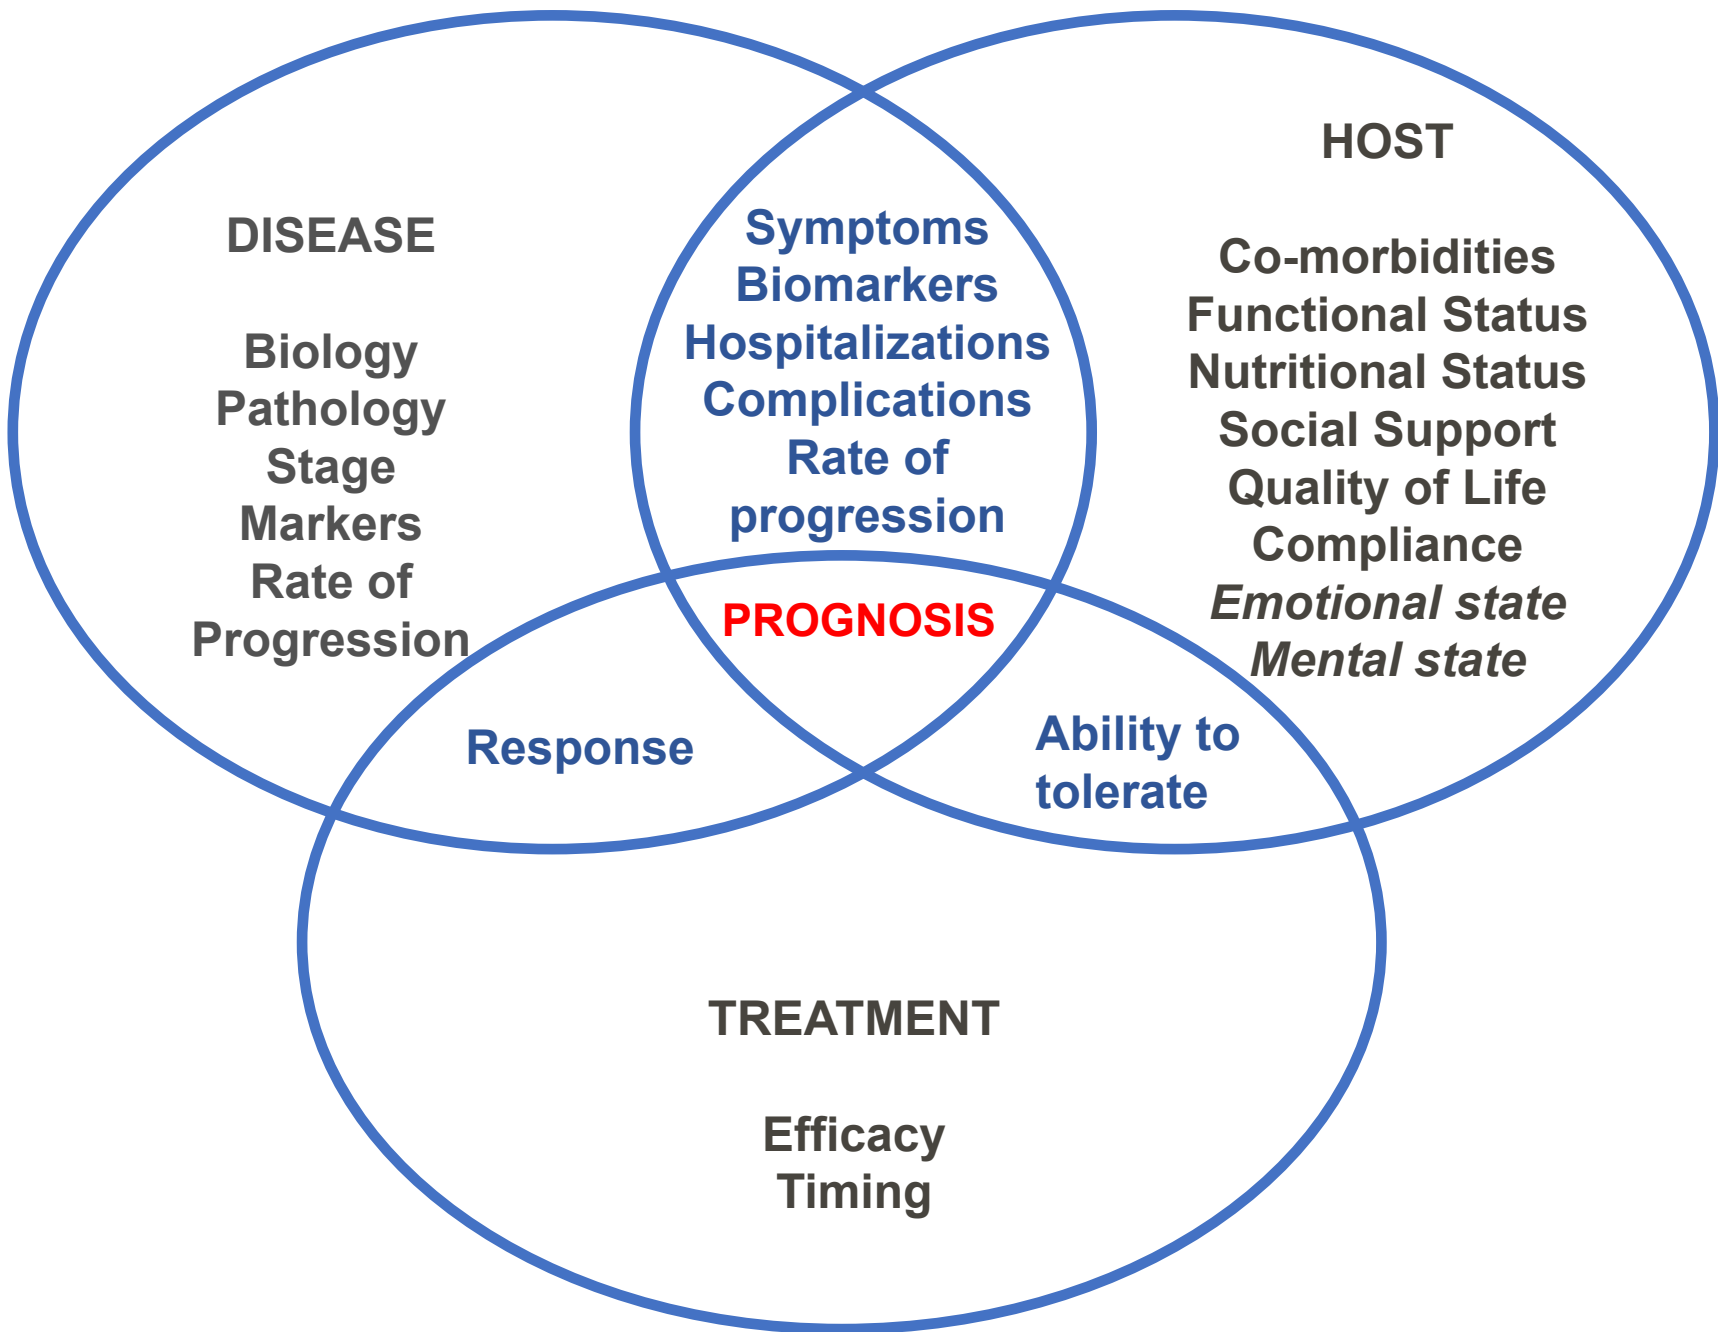 DISEASE
Biology
Pathology
Stage
Markers
Rate of
Progression
Symptoms
Biomarkers
Hospitalizations
Complications
Rate of
progression
HOST
Co-morbidities
Functional Status
Nutritional Status
Social Support
Quality of Life
Compliance
Emotional state
Mental state
PROGNOSIS
Response
Ability to
tolerate
TREATMENT
Efficacy
Timing